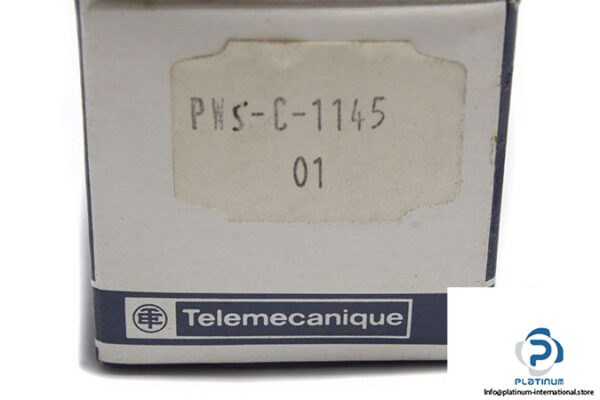 PWs-C-1145
01
Telemecanique
PLATINUM
info@platinum-international.store